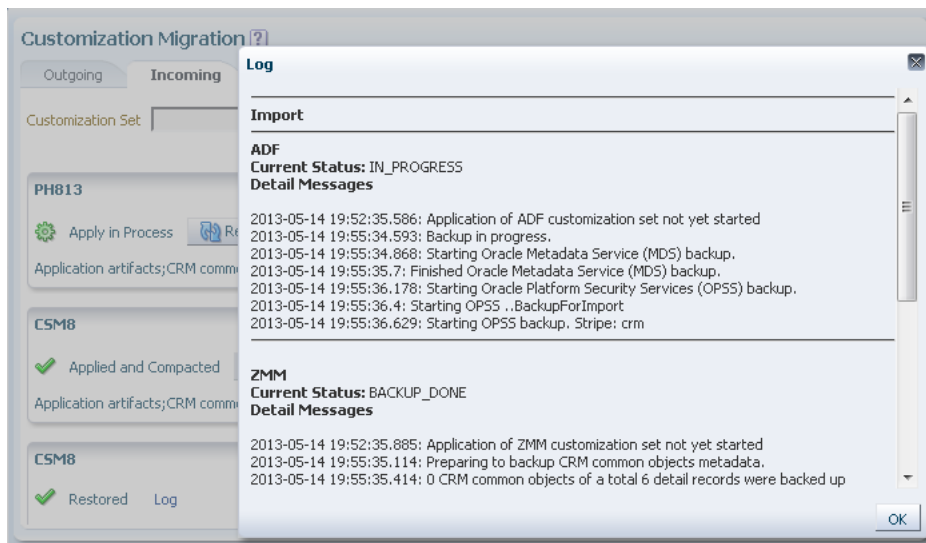 Customization Migration [?]
Outgoing
Incoming
Customization Set
PH813
Apply in Process
Application artifacts;CRM
CSM8
Applied and Compacted
Application artifacts;CRM
CSM8
Restored Log
Log
Import
ADF
Current Status: IN_PROGRESS
Detail Messages
2013-05-14 19:52:35.586: Application of ADF customization set not yet started
2013-05-14 19:55:34.593: Backup in progress.
2013-05-14 19:55:34.868: Starting Oracle Metadata Service (MDS) backup.
2013-05-14 19:55:35.7: Finished Oracle Metadata Service (MDS) backup.
2013-05-14 19:55:36.178: Starting Oracle Platform Security Services (OPSS) backup.
2013-05-14 19:55:36.4: Starting OPSS ..BackupForImport
2013-05-14 19:55:36.629: Starting OPSS backup. Stripe: crm
ZMM
Current Status: BACKUP_DONE
Detail Messages
2013-05-14 19:52:35.885: Application of ZMM customization set not yet started
2013-05-14 19:55:35.114: Preparing to backup CRM common objects metadata.
2013-05-14 19:55:35.414: 0 CRM common objects of a total 6 detail records were backed up
OK